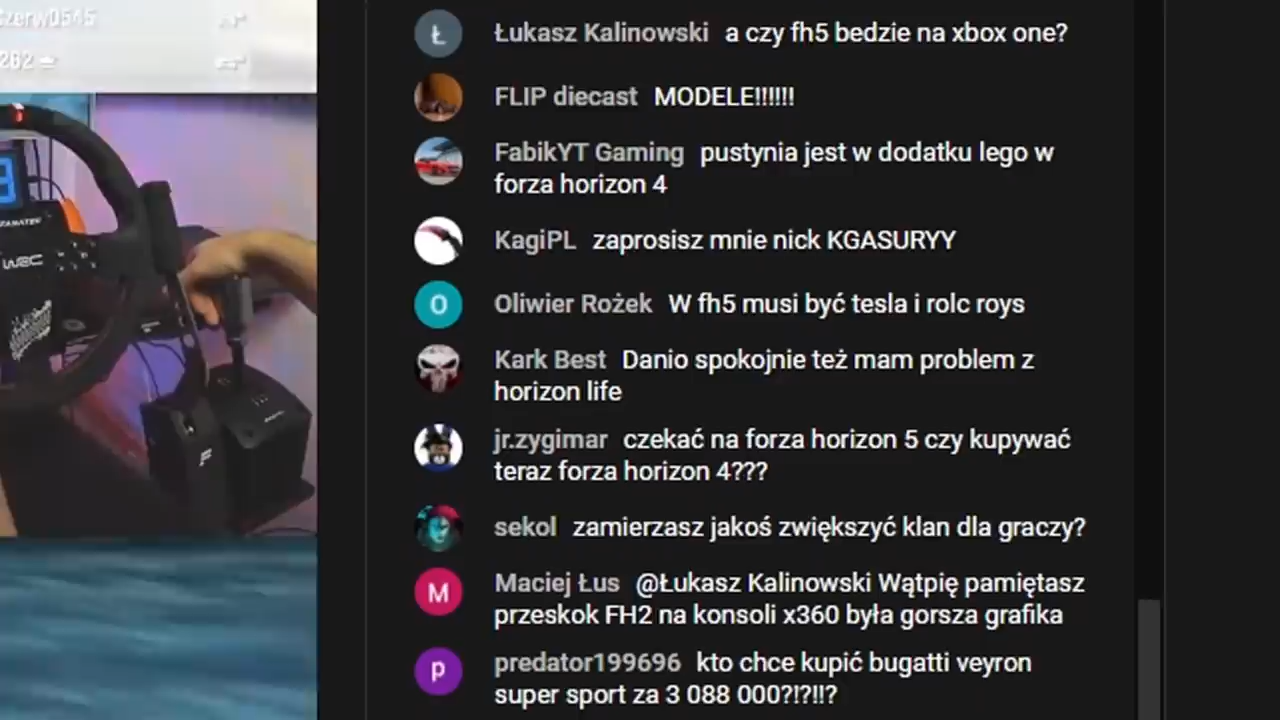 zerw0545
262
FANATEC
WRC
Ł
Łukasz Kalinowski a czy fh5 bedzie na xbox one?
FLIP diecast MODELE!!!!!!
FabikYT Gaming pustynia jest w dodatku lego w
forza horizon 4
KagiPL zaprosisz mnie nick KGASURYY
O
Oliwier Rożek W fh5 musi być tesla i rolc roys
Kark Best Danio spokojnie też mam problem z
horizon life
jr.zygimar czekać na forza horizon 5 czy kupywać
teraz forza horizon 4???
sekol zamierzasz jakoś zwiększyć klan dla graczy?
M
Maciej Łus @Łukasz Kalinowski Wątpię pamiętasz
przeskok FH2 na konsoli x360 była gorsza grafika
p
predator199696 kto chce kupić bugatti veyron
super sport za 3 088 000?!?!!?